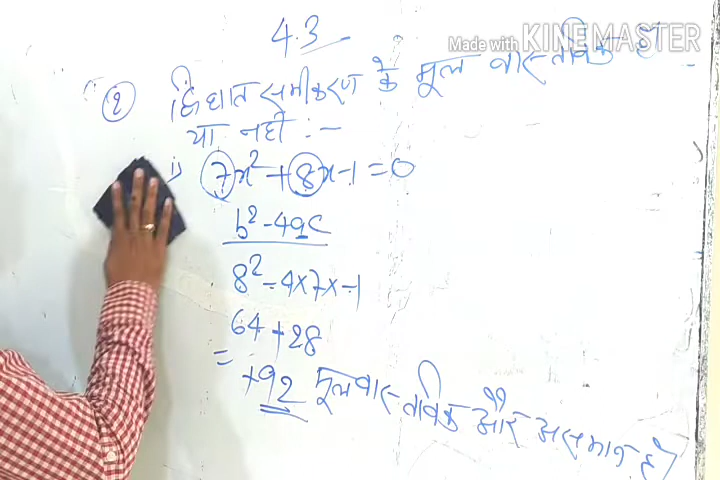 4.3
Made with KINEMASTER
(2) द्विघात समीकरण के मूल वास्तविक है
या नहीं :-
i) 7x² + 8x - 1 = 0
b² - 4ac
8² - 4×7×-1
64 + 28
= +92 मूल वास्तविक और असमान है।